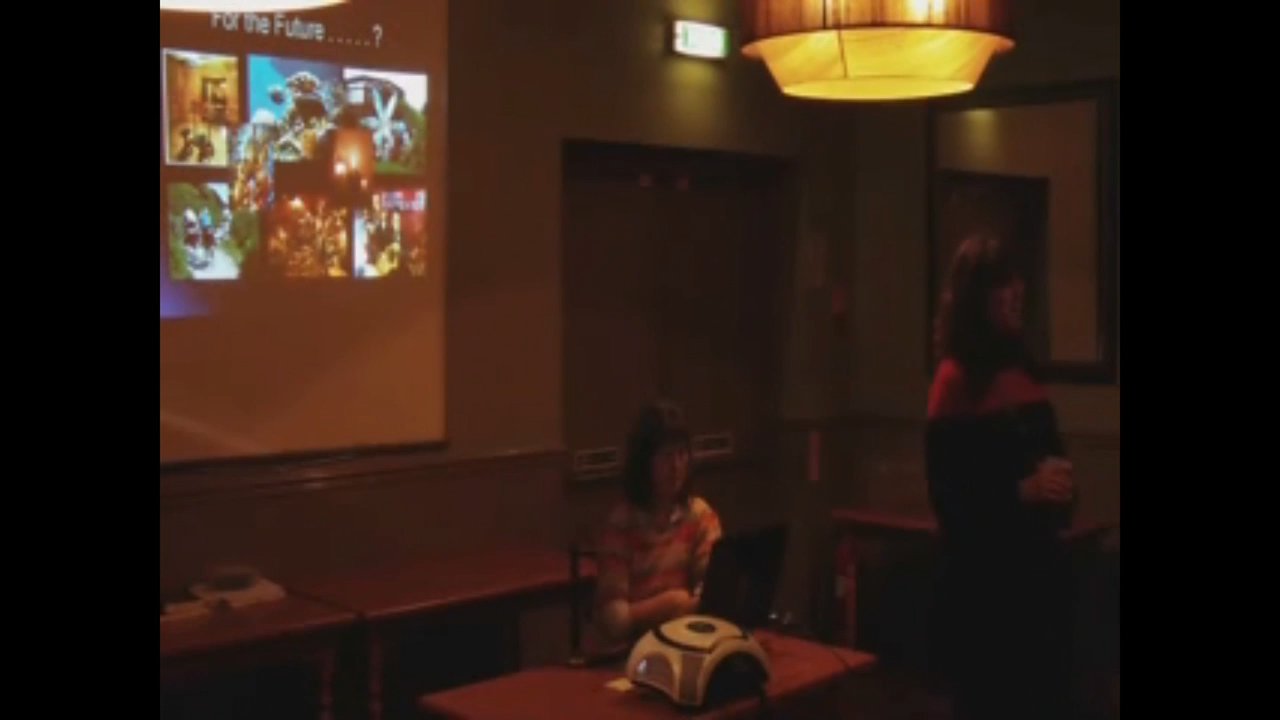 For the Future . . . . . ?